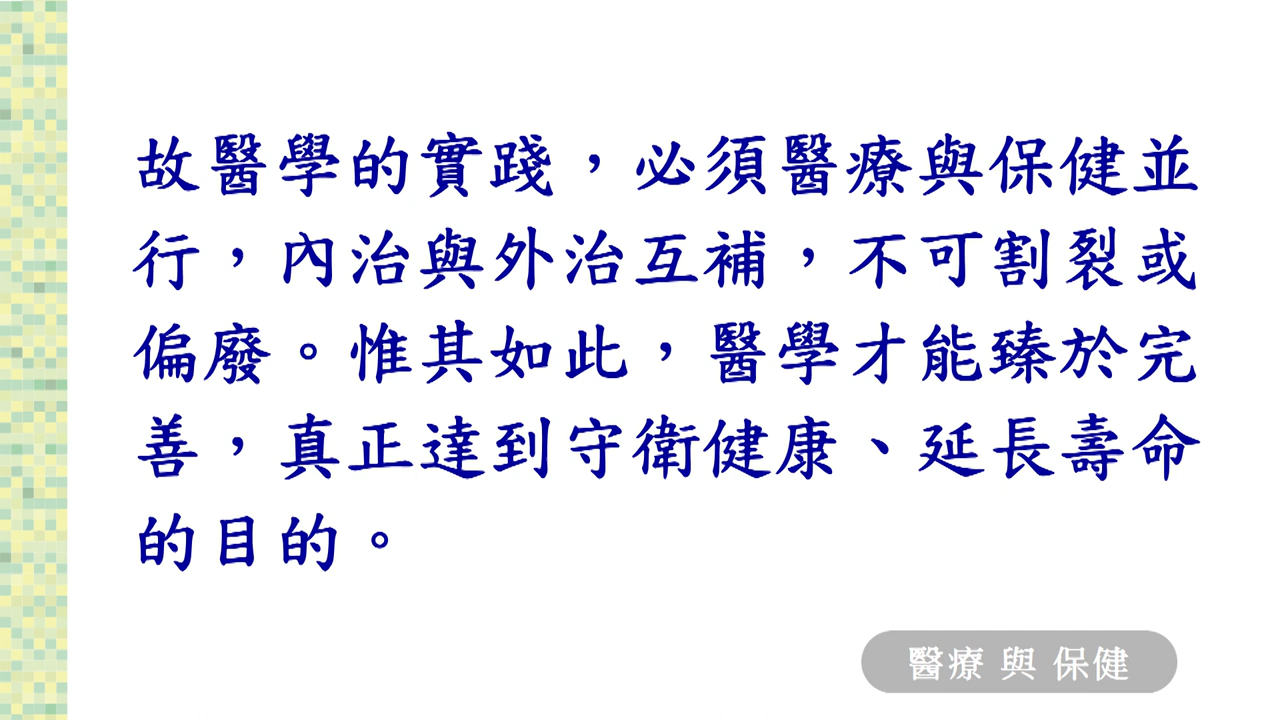 故醫學的實踐，必須醫療與保健並
行，內治與外治互補，不可割裂或
偏廢。惟其如此，醫學才能臻於完
善，真正達到守衛健康、延長壽命
的目的。
醫療 與 保健